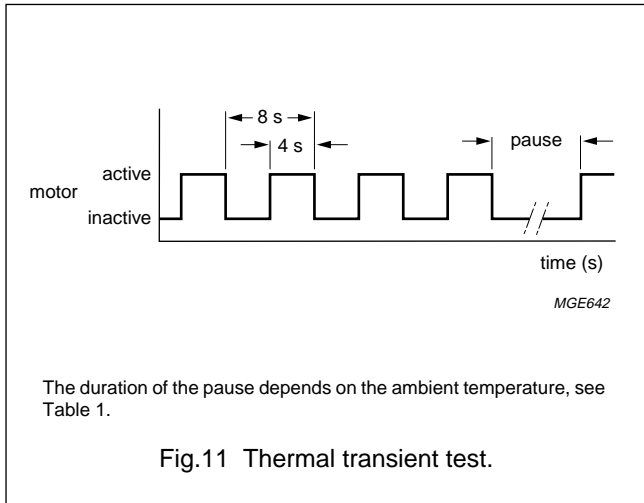 8 s
4 s
pause
active
motor
inactive
time (s)
MGE642
The duration of the pause depends on the ambient temperature, see
Table 1.
Fig.11 Thermal transient test.